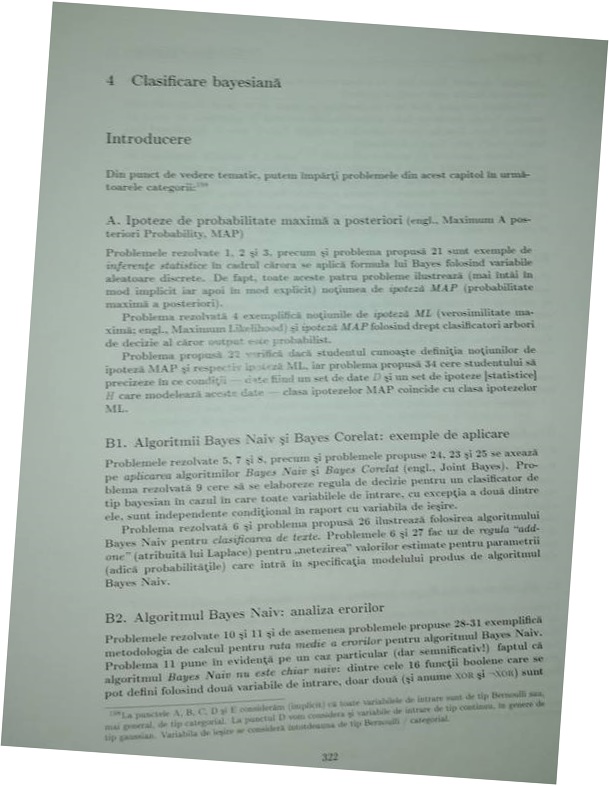 4 Clasificare bayesiană
Introducere
Din punct de vedere tematic, putem împărţi problemele din acest capitol în urmă-
toarele categorii:¹⁹⁸
A. Ipoteze de probabilitate maximă a posteriori (engl., Maximum A pos-
teriori Probability, MAP)
Problemele rezolvate 1, 2 şi 3, precum şi problema propusă 21 sunt exemple de
inferenţe statistice în cadrul cărora se aplică formula lui Bayes folosind variabile
aleatoare discrete. De fapt, toate aceste patru probleme ilustrează (mai întâi în
mod implicit iar apoi în mod explicit) noţiunea de ipoteză MAP (probabilitate
maximă a posteriori).
Problema rezolvată 4 exemplifică noţiunile de ipoteză ML (verosimilitate ma-
ximă; engl., Maximum Likelihood) şi ipoteză MAP folosind drept clasificatori arbori
de decizie al căror output este probabilist.
Problema propusă 22 verifică dacă studentul cunoaşte definiţia noţiunilor de
ipoteză MAP şi respectiv ipoteză ML, iar problema propusă 34 cere studentului să
precizeze în ce condiţii — date fiind un set de date D şi un set de ipoteze [statistice]
H care modelează aceste date — clasa ipotezelor MAP coincide cu clasa ipotezelor
ML.
B1. Algoritmii Bayes Naiv şi Bayes Corelat: exemple de aplicare
Problemele rezolvate 5, 7 şi 8, precum şi problemele propuse 24, 23 şi 25 se axează
pe aplicarea algoritmilor Bayes Naiv şi Bayes Corelat (engl., Joint Bayes). Pro-
blema rezolvată 9 cere să se elaboreze regula de decizie pentru un clasificator de
tip bayesian în cazul în care toate variabilele de intrare, cu excepţia a două dintre
ele, sunt independente condiţional în raport cu variabila de ieşire.
Problema rezolvată 6 şi problema propusă 26 ilustrează folosirea algoritmului
Bayes Naiv pentru clasificarea de texte. Problemele 6 şi 27 fac uz de regula “add-
one” (atribuită lui Laplace) pentru „netezirea” valorilor estimate pentru parametrii
(adică probabilităţile) care intră în specificaţia modelului produs de algoritmul
Bayes Naiv.
B2. Algoritmul Bayes Naiv: analiza erorilor
Problemele rezolvate 10 şi 11 şi de asemenea problemele propuse 28-31 exemplifică
metodologia de calcul pentru rata medie a erorilor pentru algoritmul Bayes Naiv.
Problema 11 pune în evidenţă pe un caz particular (dar semnificativ!) faptul că
algoritmul Bayes Naiv nu este chiar naiv: dintre cele 16 funcţii boolene care se
pot defini folosind două variabile de intrare, doar două (şi anume XOR şi ¬XOR) sunt
¹⁹⁸La punctele A, B, C, D şi E considerăm (implicit) că toate variabilele de intrare sunt de tip Bernoulli sau,
mai general, de tip categorial. La punctul D vom considera şi variabile de intrare de tip continuu, în genere de
tip gaussian. Variabila de ieşire se consideră întotdeauna de tip Bernoulli / categorial.
322